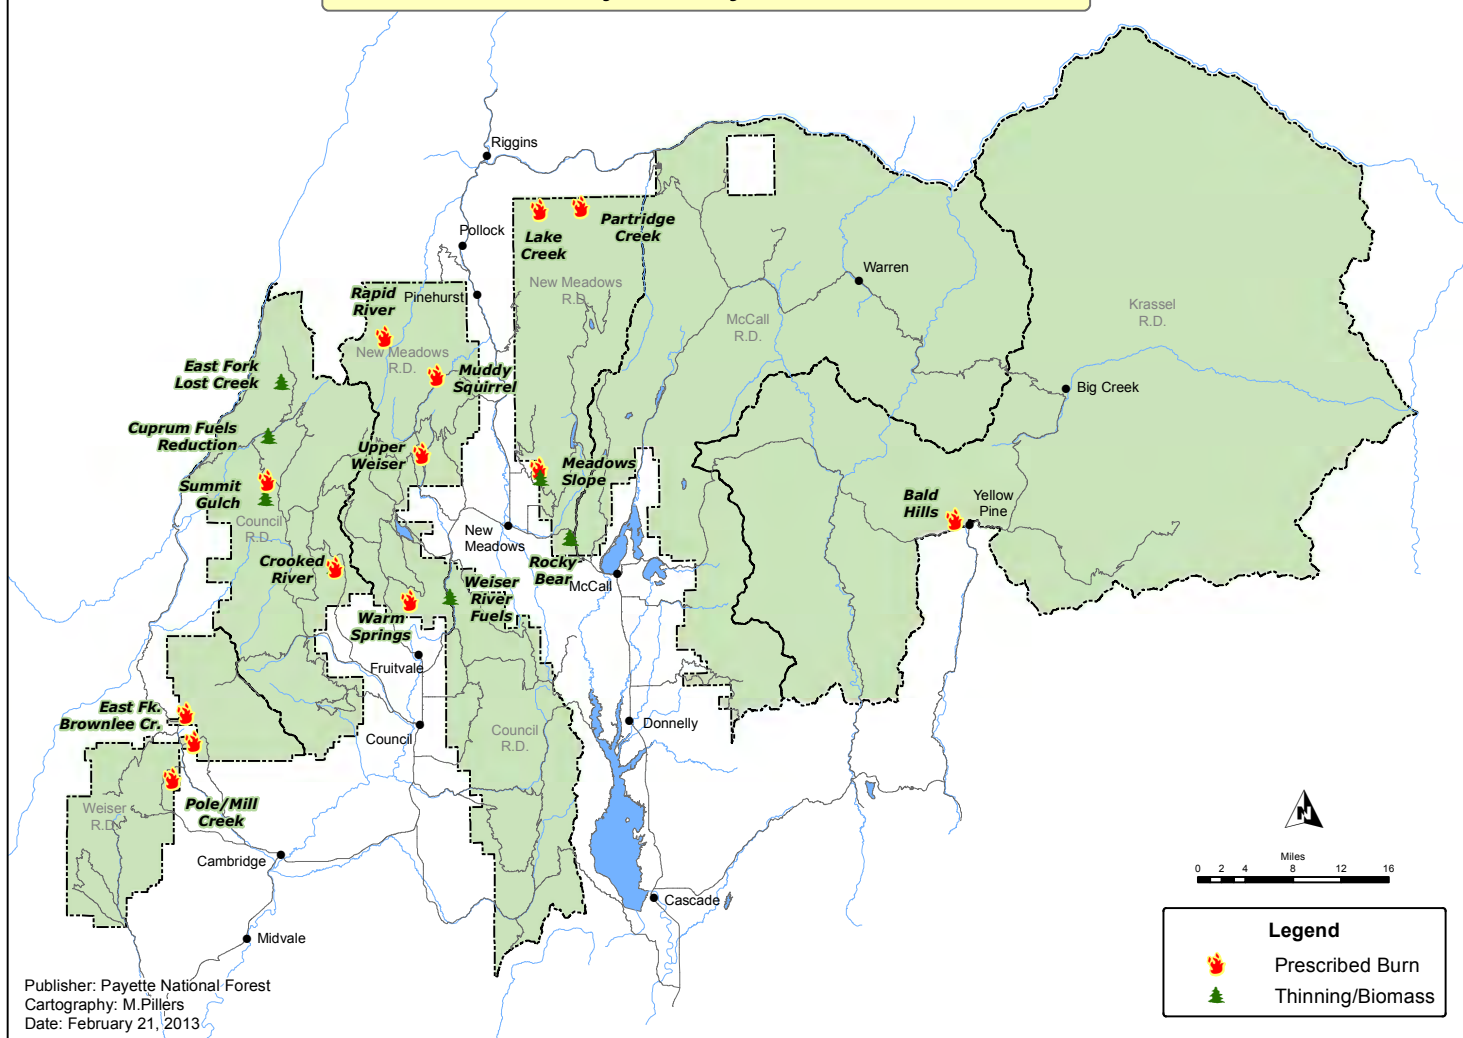 Riggins
Pollock
Pinehurst
Lake
Creek
Partridge
Creek
New Meadows
R.D.
Warren
McCall
R.D.
Krassel
R.D.
Rapid
River
New Meadows
R.D.
Muddy
Squirrel
East Fork
Lost Creek
Big Creek
Cuprum Fuels
Reduction
Upper
Weiser
Meadows
Slope
Summit
Gulch
Council
R.D.
Bald
Hills
Yellow
Pine
New
Meadows
Crooked
River
Rocky
Bear
McCall
Weiser
River
Fuels
Warm
Springs
Fruitvale
East Fk.
Brownlee Cr.
Council
Council
R.D.
Donnelly
Weiser
R.D.
Pole/Mill
Creek
Cambridge
Cascade
Midvale
N
Miles
0 2 4 8 12 16
Legend
Prescribed Burn
Thinning/Biomass
Publisher: Payette National Forest
Cartography: M.Pillers
Date: February 21, 2013